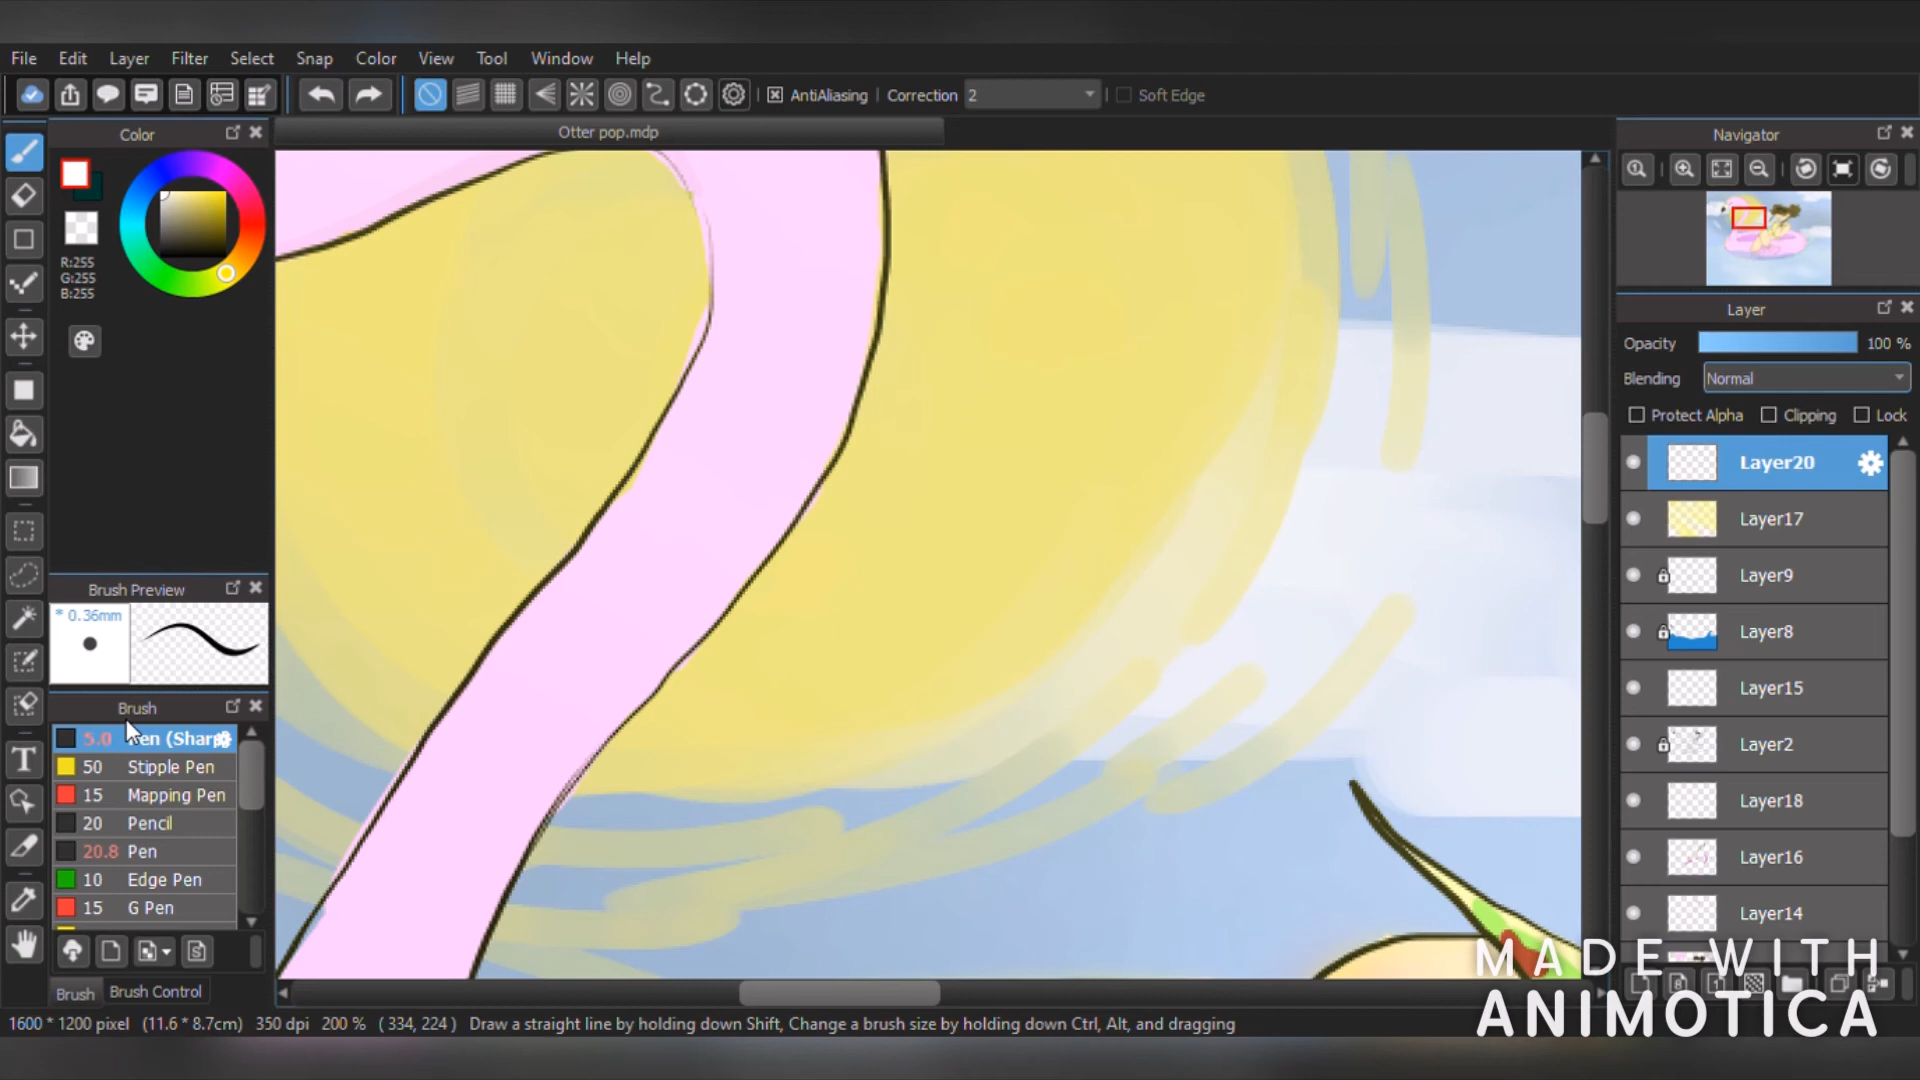 File Edit Layer Filter Select Snap Color View Tool Window Help
AntiAliasing Correction 2 Soft Edge
Color
Otter pop.mdp
Navigator
R:255
G:255
B:255
Layer
Opacity 100 %
Blending Normal
Protect Alpha Clipping Lock
Layer20
Layer17
Layer9
Layer8
Layer15
Layer2
Layer18
Layer16
Layer14
Brush Preview
* 0.36mm
Brush
5.0 Pen (Sharp
50 Stipple Pen
15 Mapping Pen
20 Pencil
20.8 Pen
10 Edge Pen
15 G Pen
Brush Brush Control
1600 * 1200 pixel (11.6 * 8.7cm) 350 dpi 200 % ( 334, 224 ) Draw a straight line by holding down Shift, Change a brush size by holding down Ctrl, Alt, and dragging
MADE WITH
ANIMOTICA